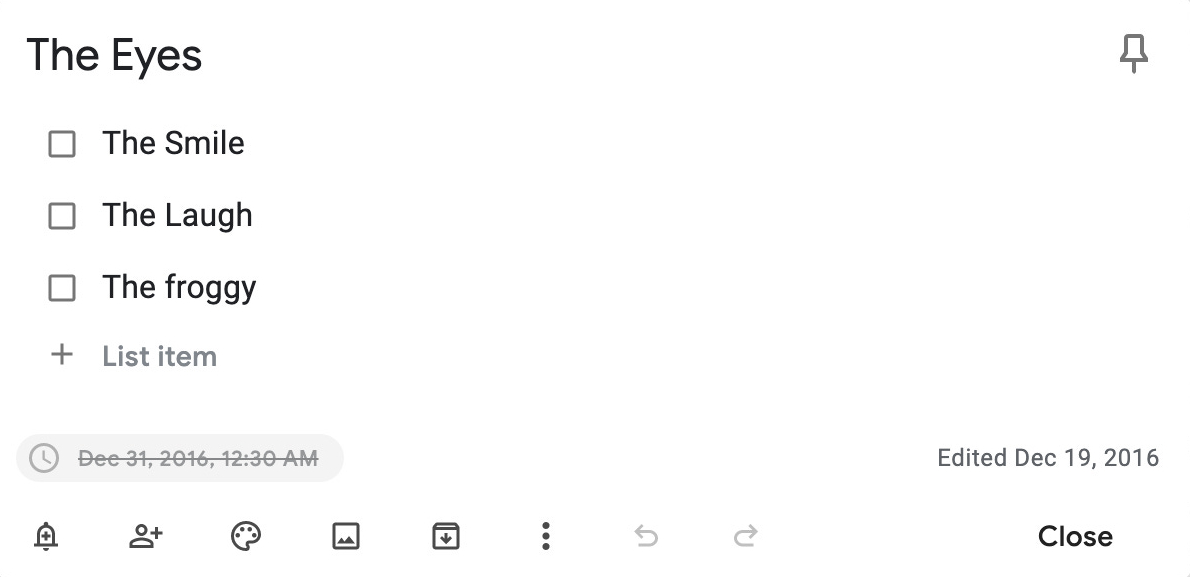 The Eyes
The Smile
The Laugh
The froggy
List item
Dec 31, 2016, 12:30 AM
Edited Dec 19, 2016
Close